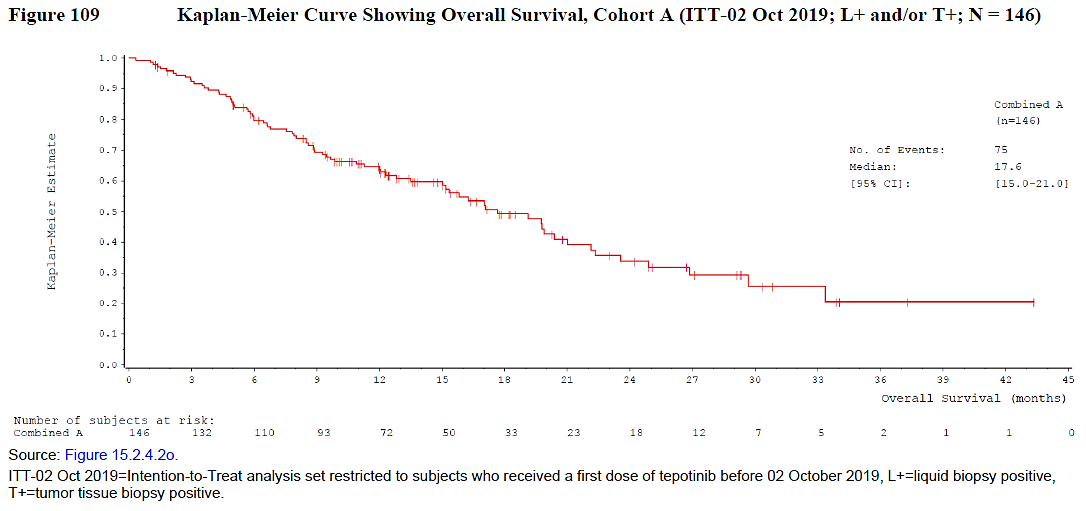 Figure 109 Kaplan-Meier Curve Showing Overall Survival, Cohort A (ITT-02 Oct 2019; L+ and/or T+; N = 146)
Kaplan-Meier Estimate
1.0
0.9
0.8
0.7
0.6
0.5
0.4
0.3
0.2
0.1
0.0
Combined A
(n=146)
No. of Events: 75
Median: 17.6
[95% CI]: [15.0-21.0]
0 3 6 9 12 15 18 21 24 27 30 33 36 39 42 45
Overall Survival (months)
Number of subjects at risk:
Combined A 146 132 110 93 72 50 33 23 18 12 7 5 2 1 1 0
Source: Figure 15.2.4.2o.
ITT-02 Oct 2019=Intention-to-Treat analysis set restricted to subjects who received a first dose of tepotinib before 02 October 2019, L+=liquid biopsy positive,
T+=tumor tissue biopsy positive.